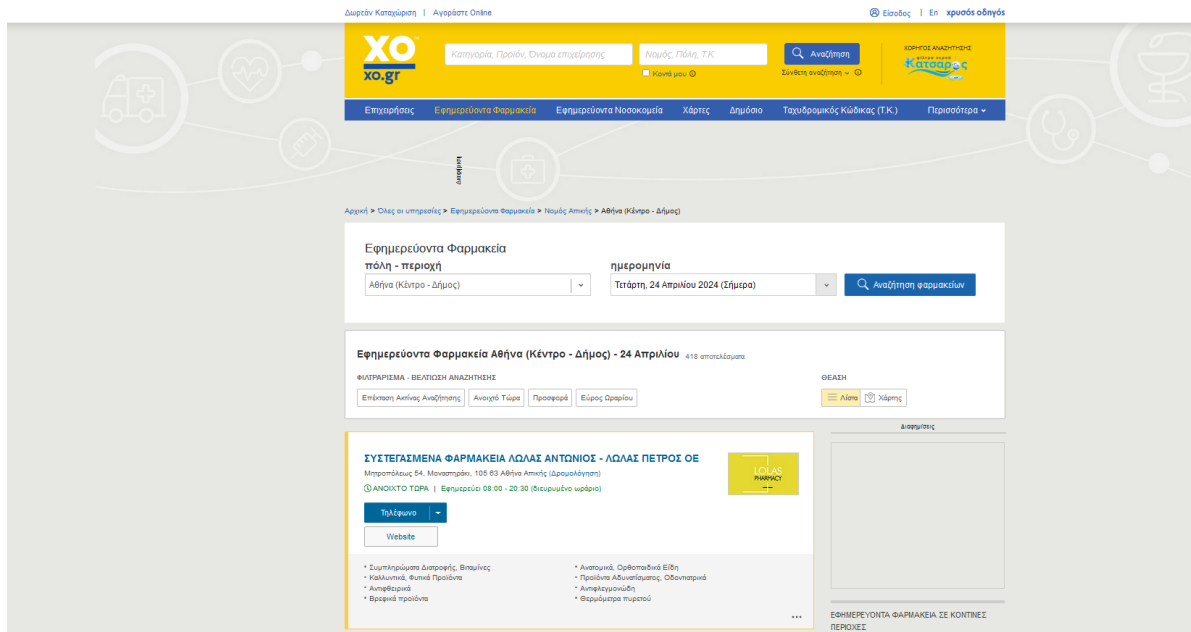 Δωρεάν Καταχώριση | Αγοράστε Online
Είσοδος | En χρυσός οδηγός
XO
xo.gr
Κατηγορία, Προϊόν, Όνομα επιχείρησης
Νομός, Πόλη, Τ.Κ.
Αναζήτηση
Κοντά μου
Σύνθετη αναζήτηση
ΧΟΡΗΓΟΣ ΑΝΑΖΗΤΗΣΗΣ
Κατσαρός
Επιχειρήσεις Εφημερεύοντα Φαρμακεία Εφημερεύοντα Νοσοκομεία Χάρτες Δημόσιο Ταχυδρομικός Κώδικας (Τ.Κ.) Περισσότερα
Αρχική > Όλες οι υπηρεσίες > Εφημερεύοντα Φαρμακεία > Νομός Αττικής > Αθήνα (Κέντρο - Δήμος)
Εφημερεύοντα Φαρμακεία
πόλη - περιοχή
ημερομηνία
Αθήνα (Κέντρο - Δήμος)
Τετάρτη, 24 Απριλίου 2024 (Σήμερα)
Αναζήτηση φαρμακείων
Εφημερεύοντα Φαρμακεία Αθήνα (Κέντρο - Δήμος) - 24 Απριλίου 418 αποτελέσματα
ΦΙΛΤΡΑΡΙΣΜΑ - ΒΕΛΤΙΩΣΗ ΑΝΑΖΗΤΗΣΗΣ
ΘΕΑΣΗ
Επέκταση Ακτίνας Αναζήτησης Ανοιχτό Τώρα Προσφορά Εύρος Ωραρίου
Λίστα Χάρτης
Διαφημίσεις
ΣΥΣΤΕΓΑΣΜΕΝΑ ΦΑΡΜΑΚΕΙΑ ΛΩΛΑΣ ΑΝΤΩΝΙΟΣ - ΛΩΛΑΣ ΠΕΤΡΟΣ ΟΕ
Μητροπόλεως 54, Μοναστηράκι, 105 63 Αθήνα Αττικής (Δρομολόγηση)
ΑΝΟΙΧΤΟ ΤΩΡΑ | Εφημερεύει 08:00 - 20:30 (διευρυμένο ωράριο)
LOLAS
PHARMACY
Τηλέφωνο
Website
* Συμπληρώματα Διατροφής, Βιταμίνες
* Καλλυντικά, Φυτικά Προϊόντα
* Αντιφθειρικά
* Βρεφικά προϊόντα
* Ανατομικά, Ορθοπαιδικά Είδη
* Προϊόντα Αδυνατίσματος, Οδοντιατρικά
* Αντιφλεγμονώδη
* Θερμόμετρα πυρετού
...
ΕΦΗΜΕΡΕΥΟΝΤΑ ΦΑΡΜΑΚΕΙΑ ΣΕ ΚΟΝΤΙΝΕΣ
ΠΕΡΙΟΧΕΣ